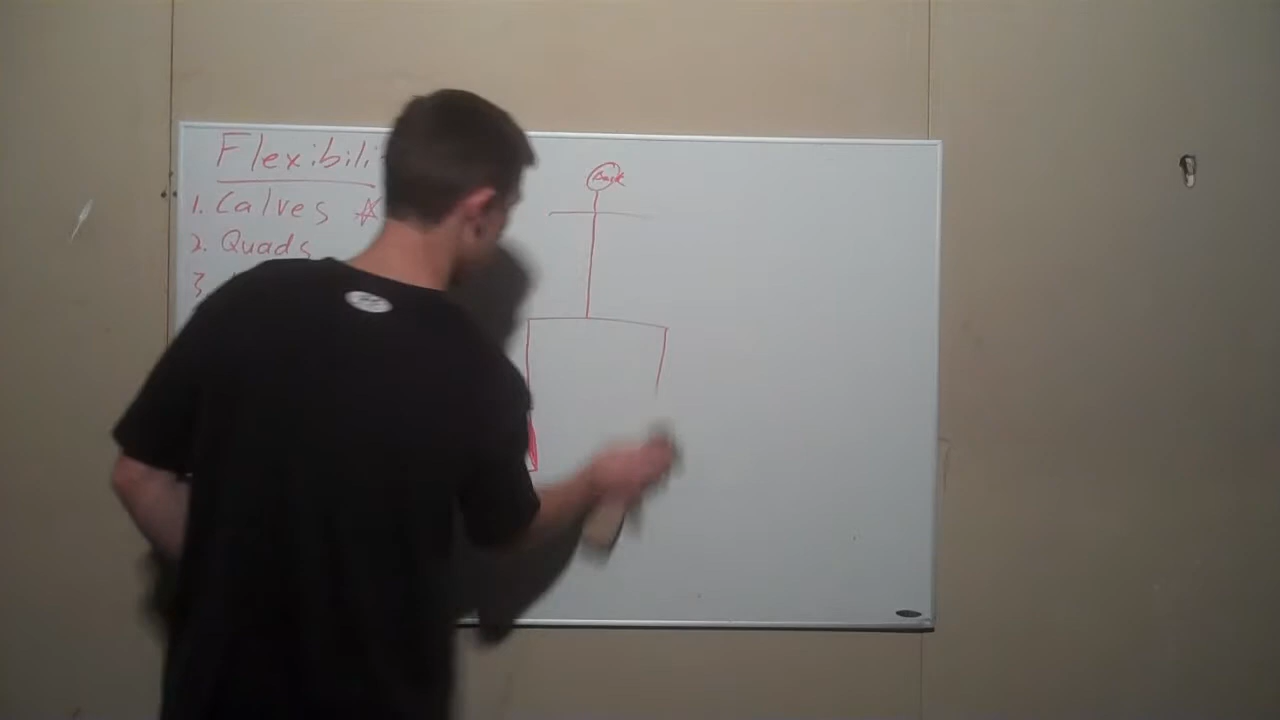 Flexibili
1. Calves ☆
2. Quads
3.
Back